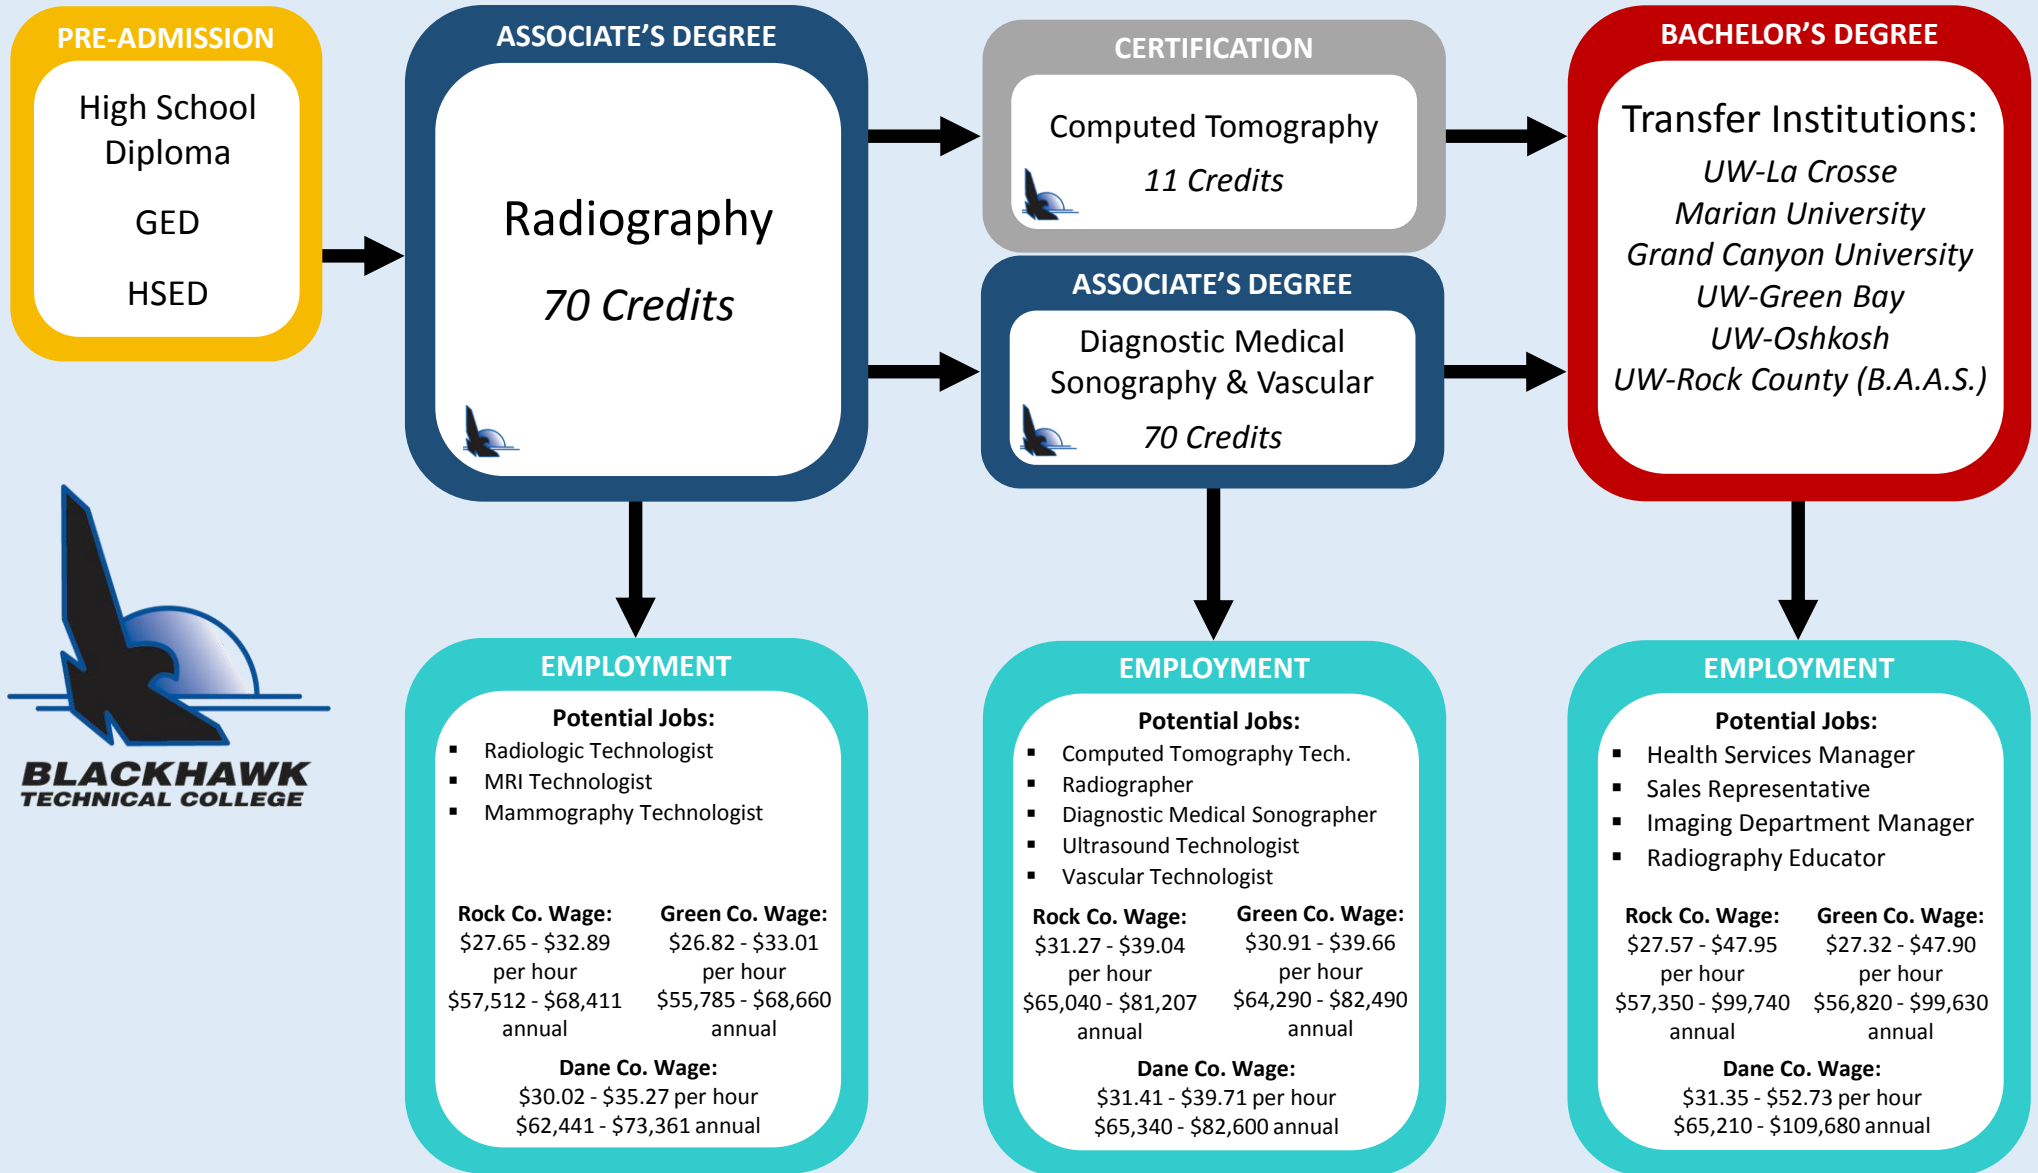 PRE-ADMISSION
High School
Diploma
GED
HSED
ASSOCIATE'S DEGREE
Radiography
70 Credits
CERTIFICATION
Computed Tomography
11 Credits
ASSOCIATE'S DEGREE
Diagnostic Medical
Sonography & Vascular
70 Credits
BACHELOR'S DEGREE
Transfer Institutions:
UW-La Crosse
Marian University
Grand Canyon University
UW-Green Bay
UW-Oshkosh
UW-Rock County (B.A.A.S.)
BLACKHAWK
TECHNICAL COLLEGE
EMPLOYMENT
Potential Jobs:
▪ Radiologic Technologist
▪ MRI Technologist
▪ Mammography Technologist
Rock Co. Wage:
$27.65 - $32.89
per hour
$57,512 - $68,411
annual
Green Co. Wage:
$26.82 - $33.01
per hour
$55,785 - $68,660
annual
Dane Co. Wage:
$30.02 - $35.27 per hour
$62,441 - $73,361 annual
EMPLOYMENT
Potential Jobs:
▪ Computed Tomography Tech.
▪ Radiographer
▪ Diagnostic Medical Sonographer
▪ Ultrasound Technologist
▪ Vascular Technologist
Rock Co. Wage:
$31.27 - $39.04
per hour
$65,040 - $81,207
annual
Green Co. Wage:
$30.91 - $39.66
per hour
$64,290 - $82,490
annual
Dane Co. Wage:
$31.41 - $39.71 per hour
$65,340 - $82,600 annual
EMPLOYMENT
Potential Jobs:
▪ Health Services Manager
▪ Sales Representative
▪ Imaging Department Manager
▪ Radiography Educator
Rock Co. Wage:
$27.57 - $47.95
per hour
$57,350 - $99,740
annual
Green Co. Wage:
$27.32 - $47.90
per hour
$56,820 - $99,630
annual
Dane Co. Wage:
$31.35 - $52.73 per hour
$65,210 - $109,680 annual